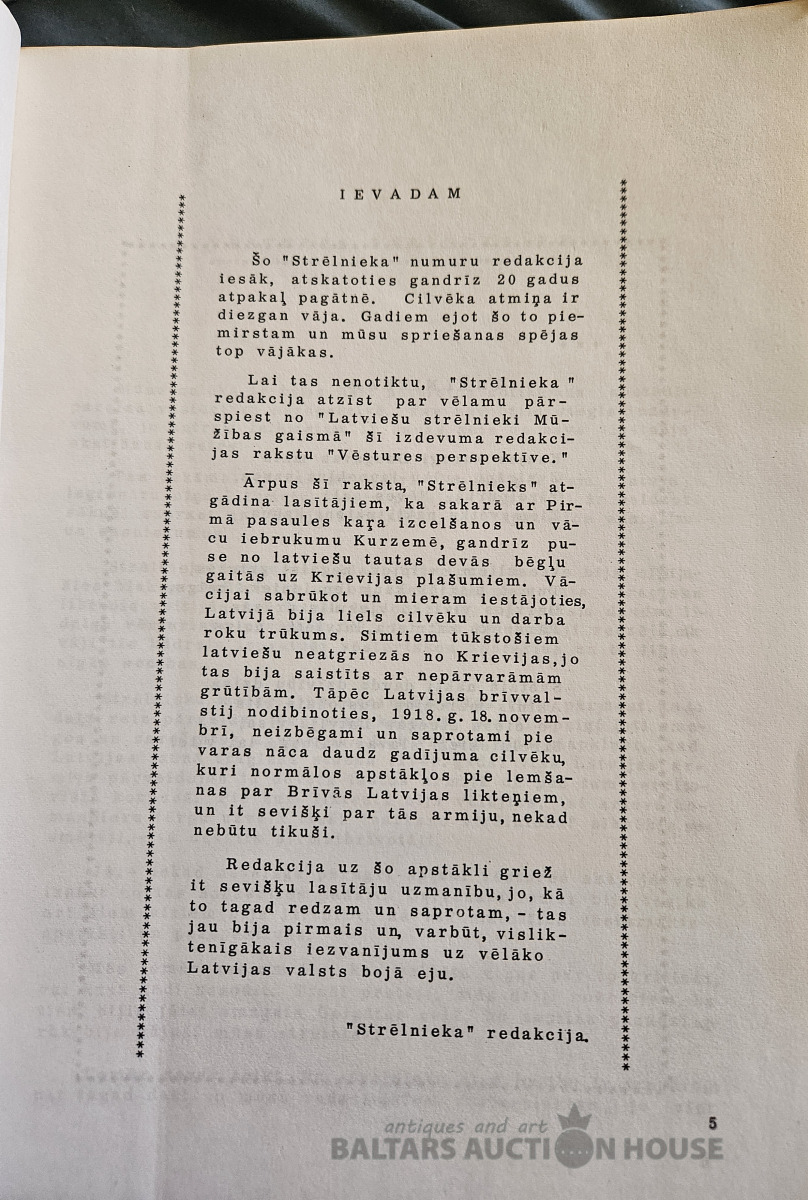 IEVADAM
Šo "Strēlnieka" numuru redakcija
iesāk, atskatoties gandrīz 20 gadus
atpakaļ pagātnē. Cilvēka atmiņa ir
diezgan vāja. Gadiem ejot šo to pie-
mirstam un mūsu spriešanas spējas
top vājākas.
Lai tas nenotiktu, "Strēlnieka "
redakcija atzīst par vēlamu pār-
spiest no "Latviešu strēlnieki Mū-
žības gaismā" šī izdevuma redakci-
jas rakstu "Vēstures perspektīve."
Ārpus šī raksta, "Strēlnieks" at-
gādina lasītājiem, ka sakarā ar Pir-
mā pasaules kaŗa izcelšanos un vā-
cu iebrukumu Kurzemē, gandrīz pu-
se no latviešu tautas devās bēgļu
gaitās uz Krievijas plašumiem. Vā-
cijai sabrūkot un mieram iestājoties,
Latvijā bija liels cilvēku un darba
roku trūkums. Simtiem tūkstošiem
latviešu neatgriezās no Krievijas, jo
tas bija saistīts ar nepārvarāmām
grūtībām. Tāpēc Latvijas brīvval-
stij nodibinoties, 1918. g. 18. novem-
brī, neizbēgami un saprotami pie
varas nāca daudz gadījuma cilvēku,
kuri normālos apstākļos pie lemša-
nas par Brīvās Latvijas likteņiem,
un it sevišķi par tās armiju, nekad
nebūtu tikuši.
Redakcija uz šo apstākli griež
it sevišķu lasītāju uzmanību, jo, kā
to tagad redzam un saprotam, - tas
jau bija pirmais un, varbūt, vislik-
tenīgākais iezvanījums uz vēlāko
Latvijas valsts bojā eju.
"Strēlnieka" redakcija.
5
antiques and art
BALTARS AUCTION HOUSE